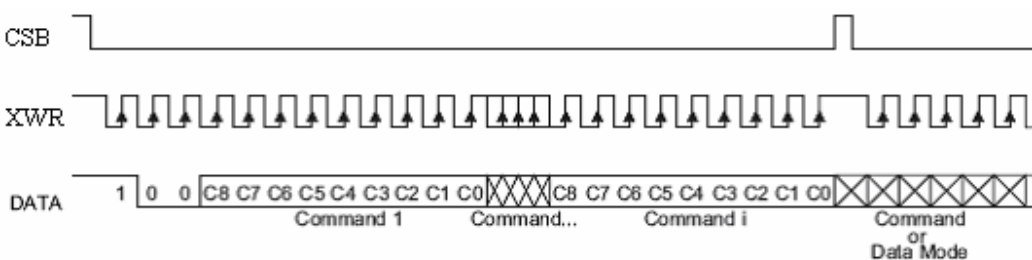 CSB
XWR
DATA 1 0 0 C8 C7 C6 C5 C4 C3 C2 C1 C0 C8 C7 C6 C5 C4 C3 C2 C1 C0
Command 1 Command... Command i Command
or
Data Mode